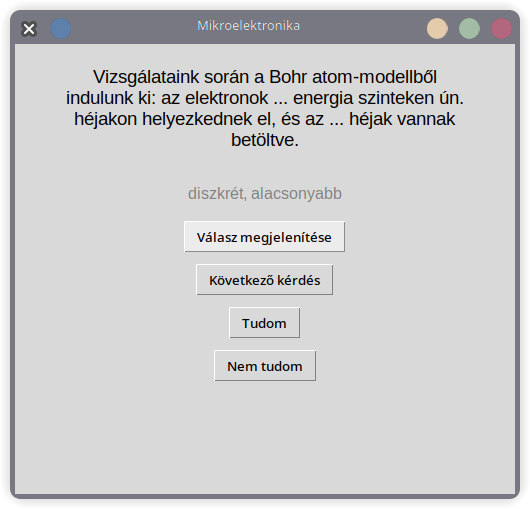 Mikroelektronika
Vizsgálataink során a Bohr atom-modellből
indulunk ki: az elektronok ... energia szinteken ún.
héjakon helyezkednek el, és az ... héjak vannak
betöltve.
diszkrét, alacsonyabb
Válasz megjelenítése
Következő kérdés
Tudom
Nem tudom